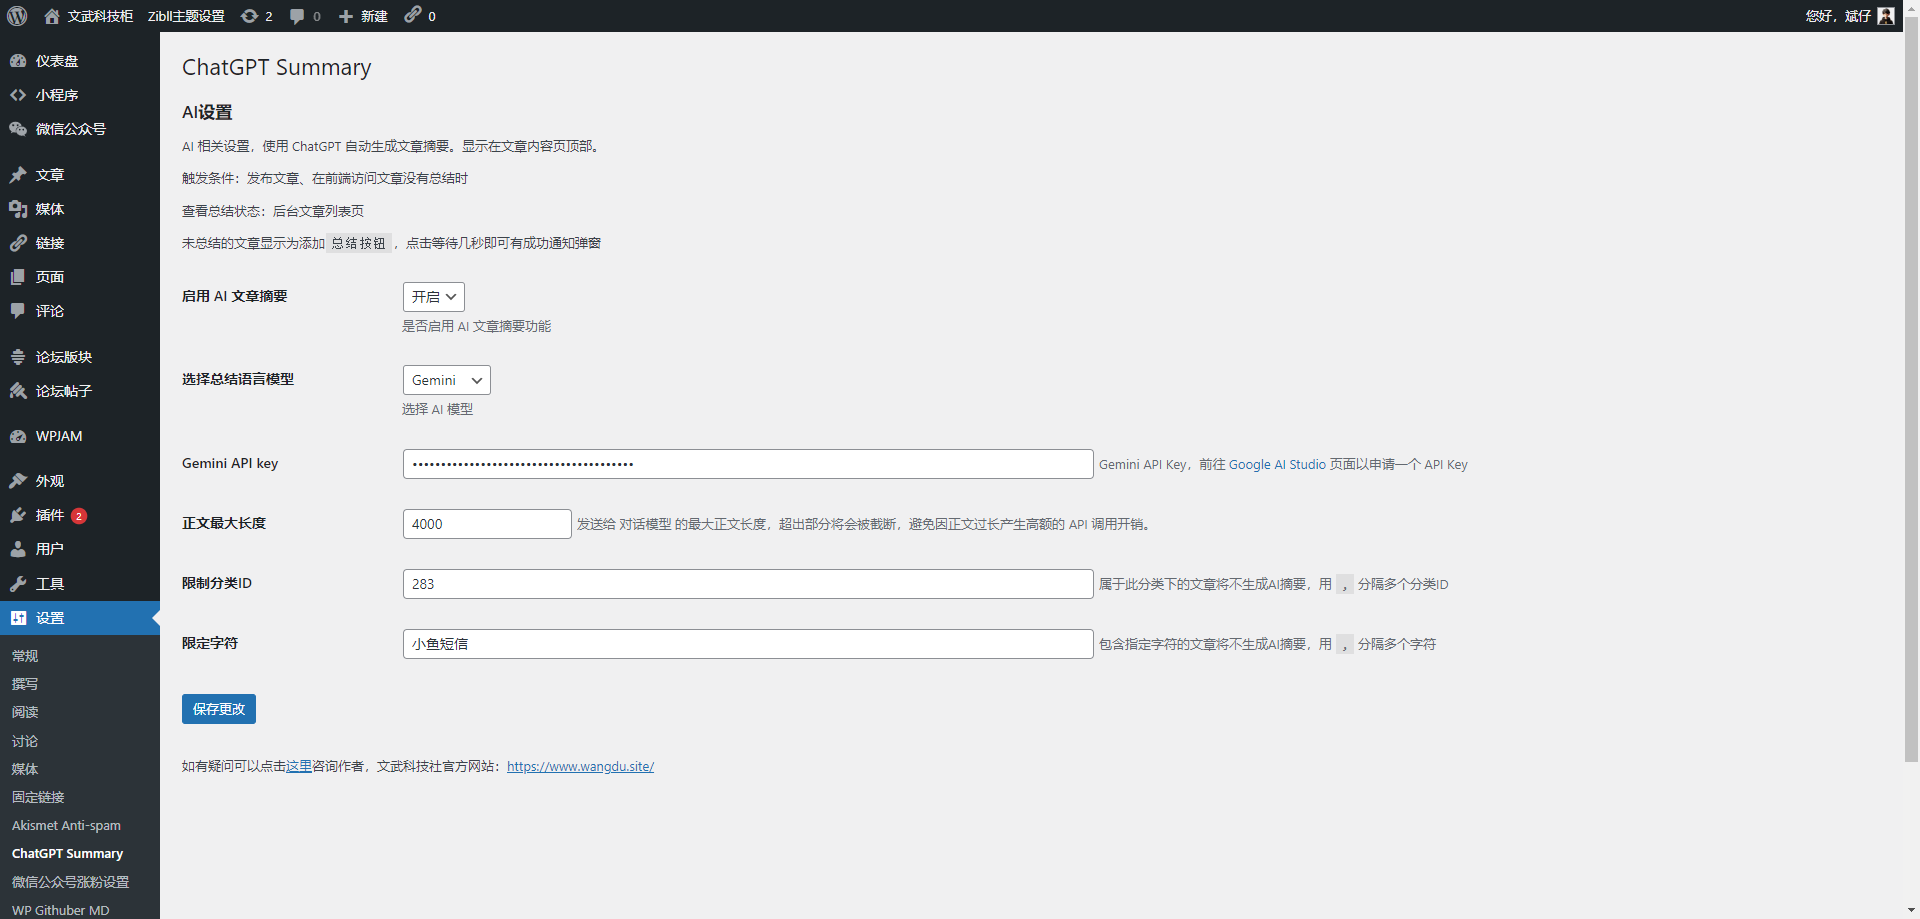 文武科技柜 Zibll主题设置 2 0 新建 0 您好，斌仔
仪表盘
小程序
微信公众号
文章
媒体
链接
页面
评论
论坛版块
论坛帖子
WPJAM
外观
插件 2
用户
工具
设置
常规
撰写
阅读
讨论
媒体
固定链接
Akismet Anti-spam
ChatGPT Summary
微信公众号涨粉设置
WP Githuber MD
ChatGPT Summary
AI设置
AI 相关设置，使用 ChatGPT 自动生成文章摘要。显示在文章内容页顶部。
触发条件：发布文章、在前端访问文章没有总结时
查看总结状态：后台文章列表页
未总结的文章显示为添加 总结按钮 ，点击等待几秒即可有成功通知弹窗
启用 AI 文章摘要 开启
是否启用 AI 文章摘要功能
选择总结语言模型 Gemini
选择 AI 模型
Gemini API key ••••••••••••••••••••••••••••••••••••••• Gemini API Key，前往 Google AI Studio 页面以申请一个 API Key
正文最大长度 4000 发送给 对话模型 的最大正文长度，超出部分将会被截断，避免因正文过长产生高额的 API 调用开销。
限制分类ID 283 属于此分类下的文章将不生成AI摘要，用 , 分隔多个分类ID
限定字符 小鱼短信 包含指定字符的文章将不生成AI摘要，用 , 分隔多个字符
保存更改
如有疑问可以点击这里咨询作者，文武科技社官方网站：https://www.wangdu.site/